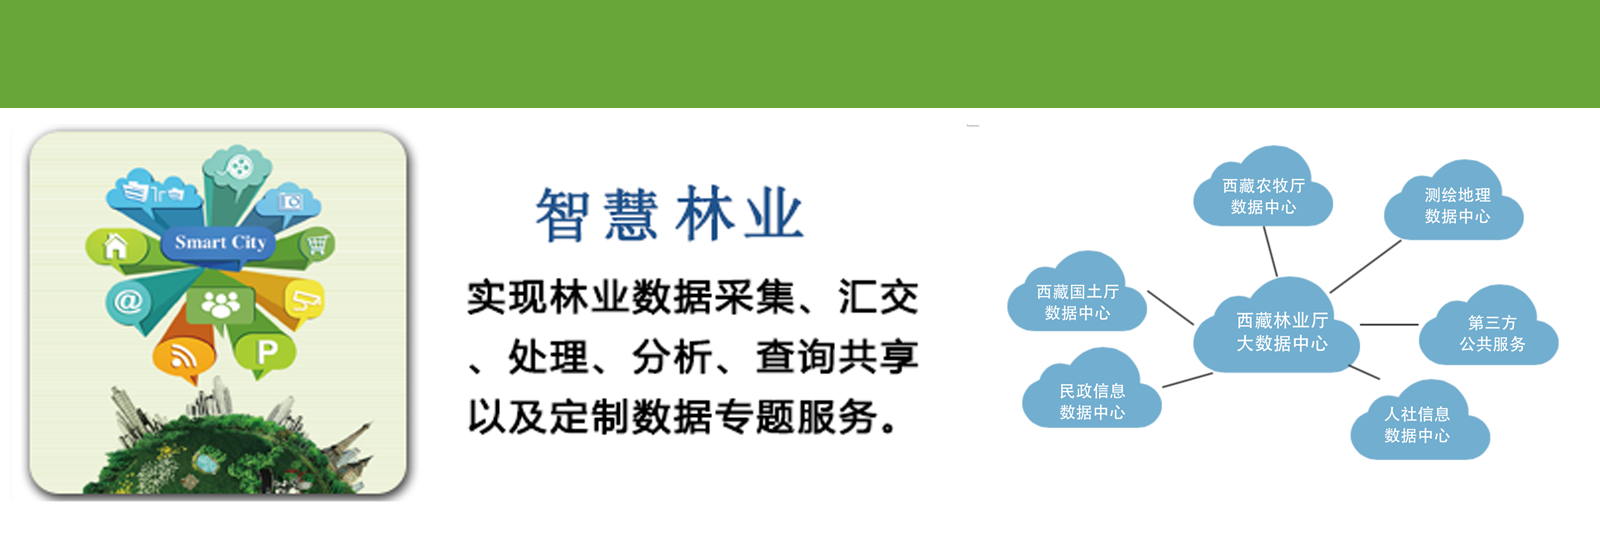 Smart City
@
P
智慧林业
实现林业数据采集、汇交
、处理、分析、查询共享
以及定制数据专题服务。
西藏农牧厅
数据中心
测绘地理
数据中心
西藏国土厅
数据中心
西藏林业厅
大数据中心
第三方
公共服务
民政信息
数据中心
人社信息
数据中心